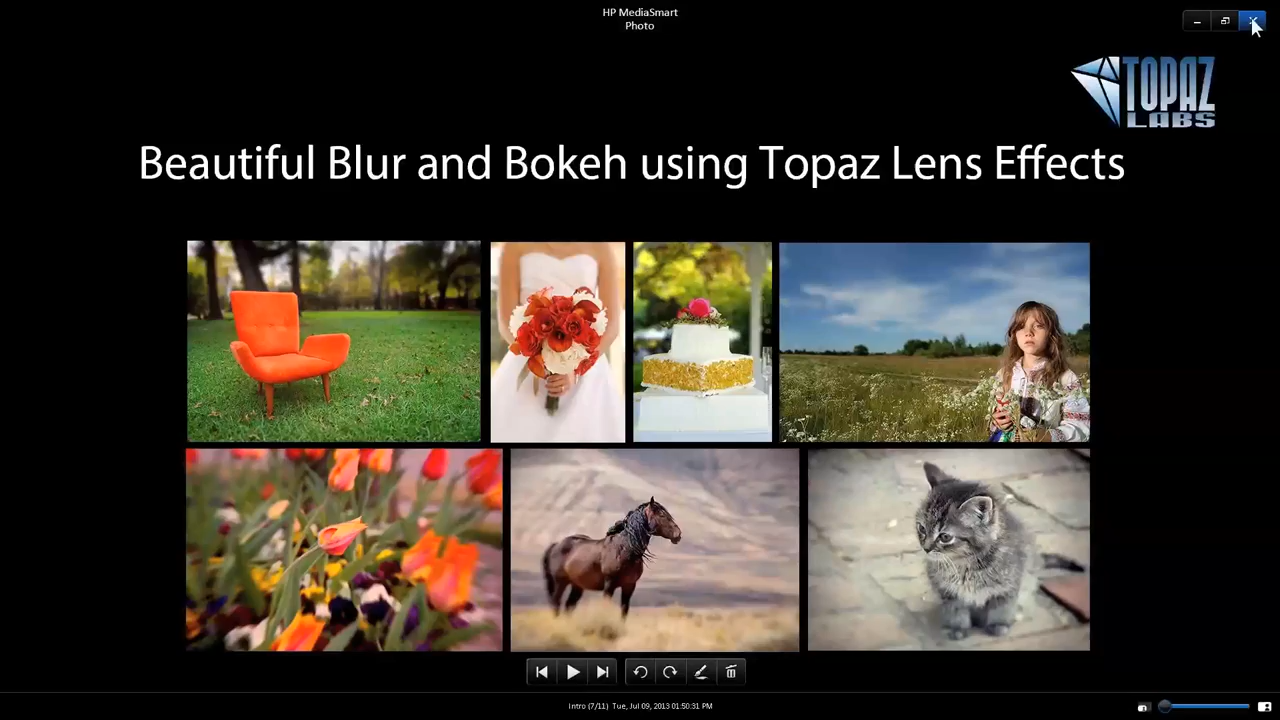 HP MediaSmart
Photo
TOPAZ
LABS
Beautiful Blur and Bokeh using Topaz Lens Effects
Intro (7/11) Tue, Jul 09, 2013 01:50:31 PM